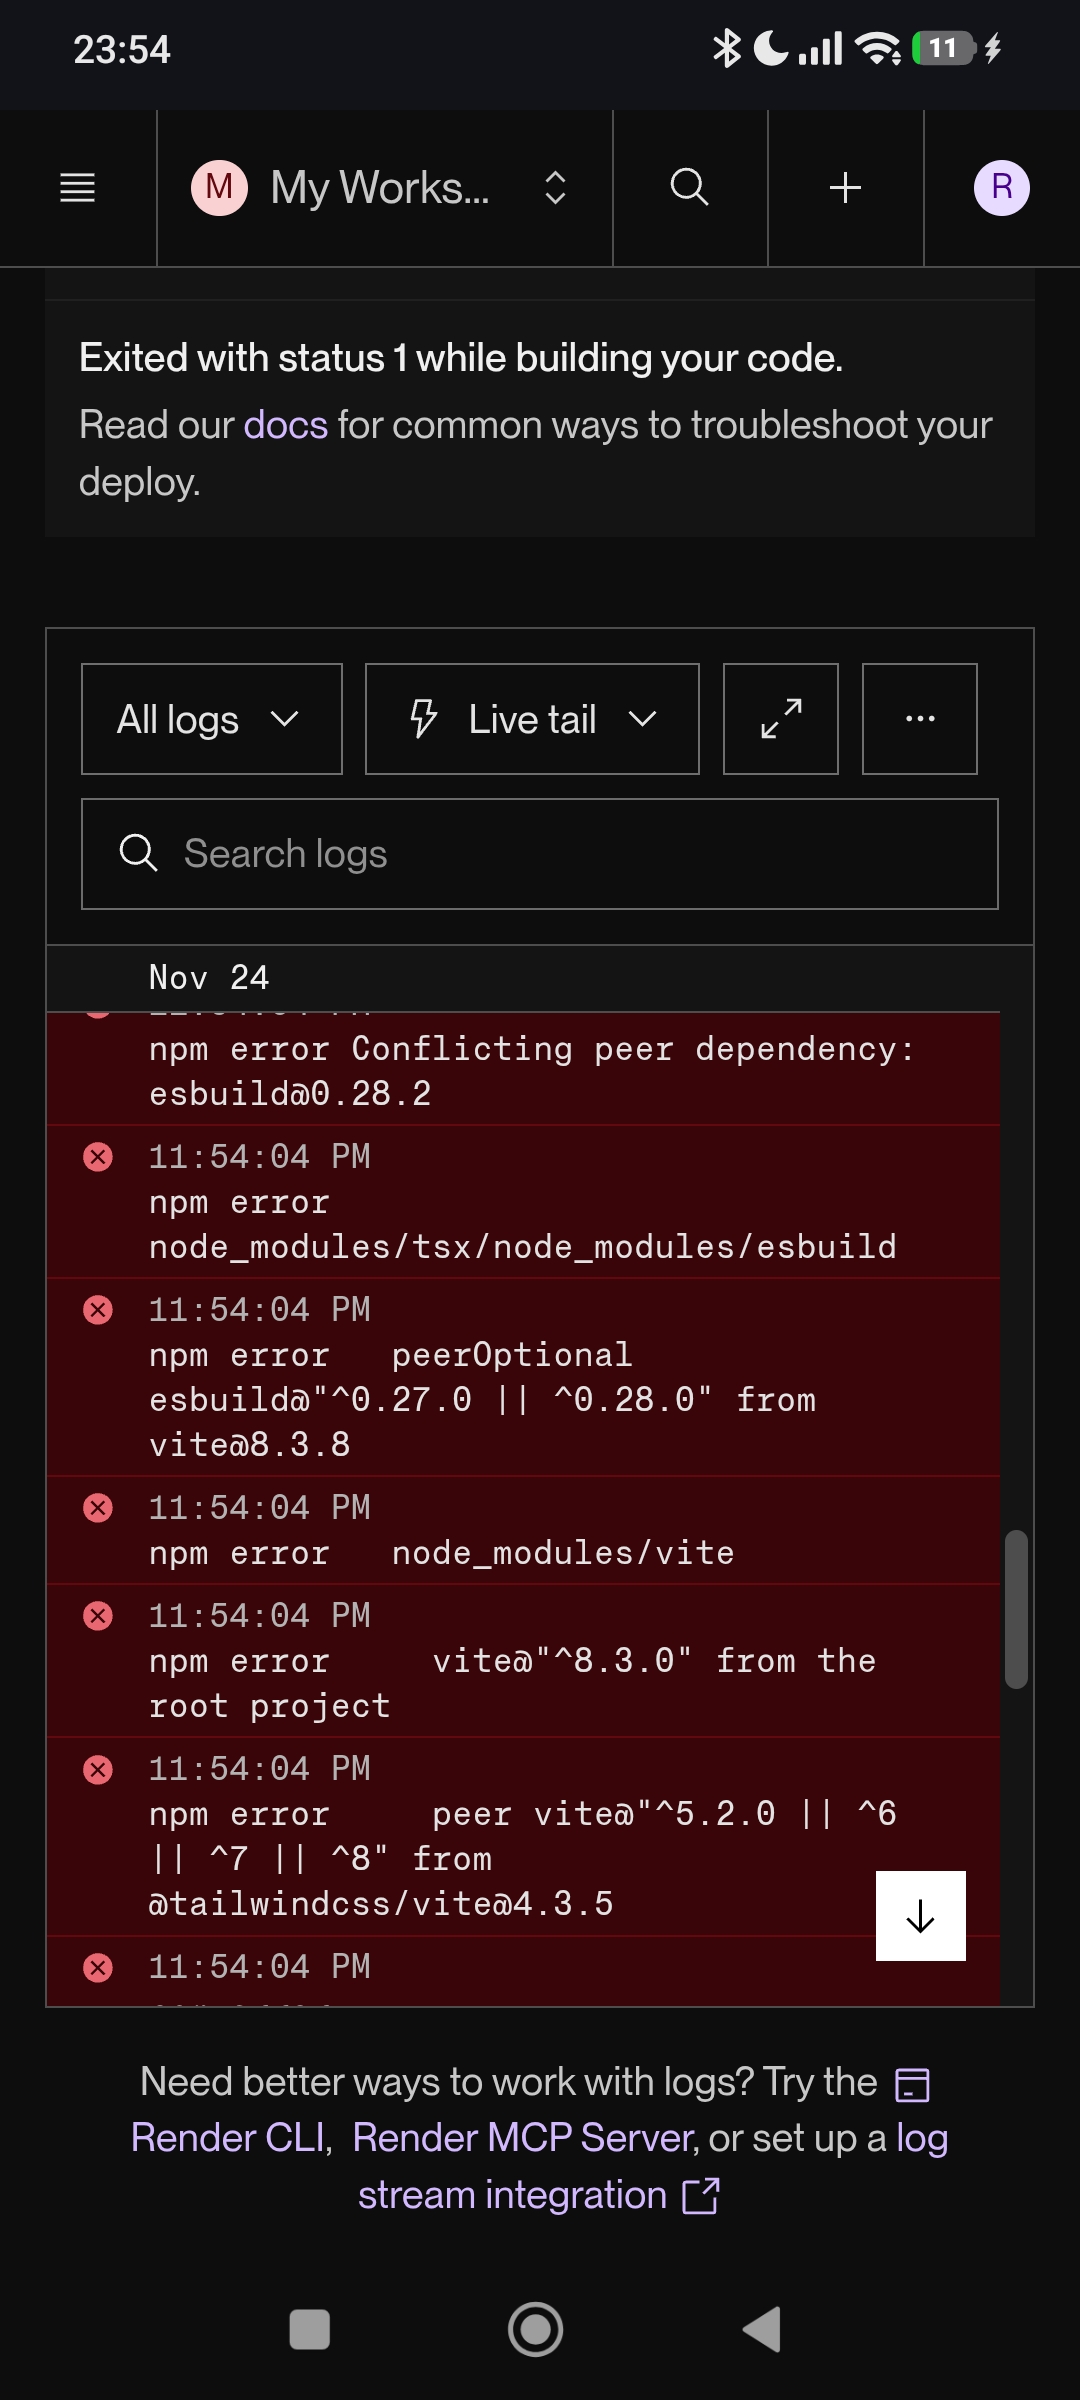 23:54
11
M My Works...
R
Exited with status 1 while building your code.
Read our docs for common ways to troubleshoot your
deploy.
All logs
Live tail
...
Search logs
Nov 24
npm error Conflicting peer dependency:
esbuild@0.28.2
11:54:04 PM
npm error
node_modules/tsx/node_modules/esbuild
11:54:04 PM
npm error   peerOptional
esbuild@"^0.27.0 || ^0.28.0" from
vite@8.3.8
11:54:04 PM
npm error   node_modules/vite
11:54:04 PM
npm error     vite@"^8.3.0" from the
root project
11:54:04 PM
npm error     peer vite@"^5.2.0 || ^6
|| ^7 || ^8" from
@tailwindcss/vite@4.3.5
11:54:04 PM
Need better ways to work with logs? Try the
Render CLI, Render MCP Server, or set up a log
stream integration